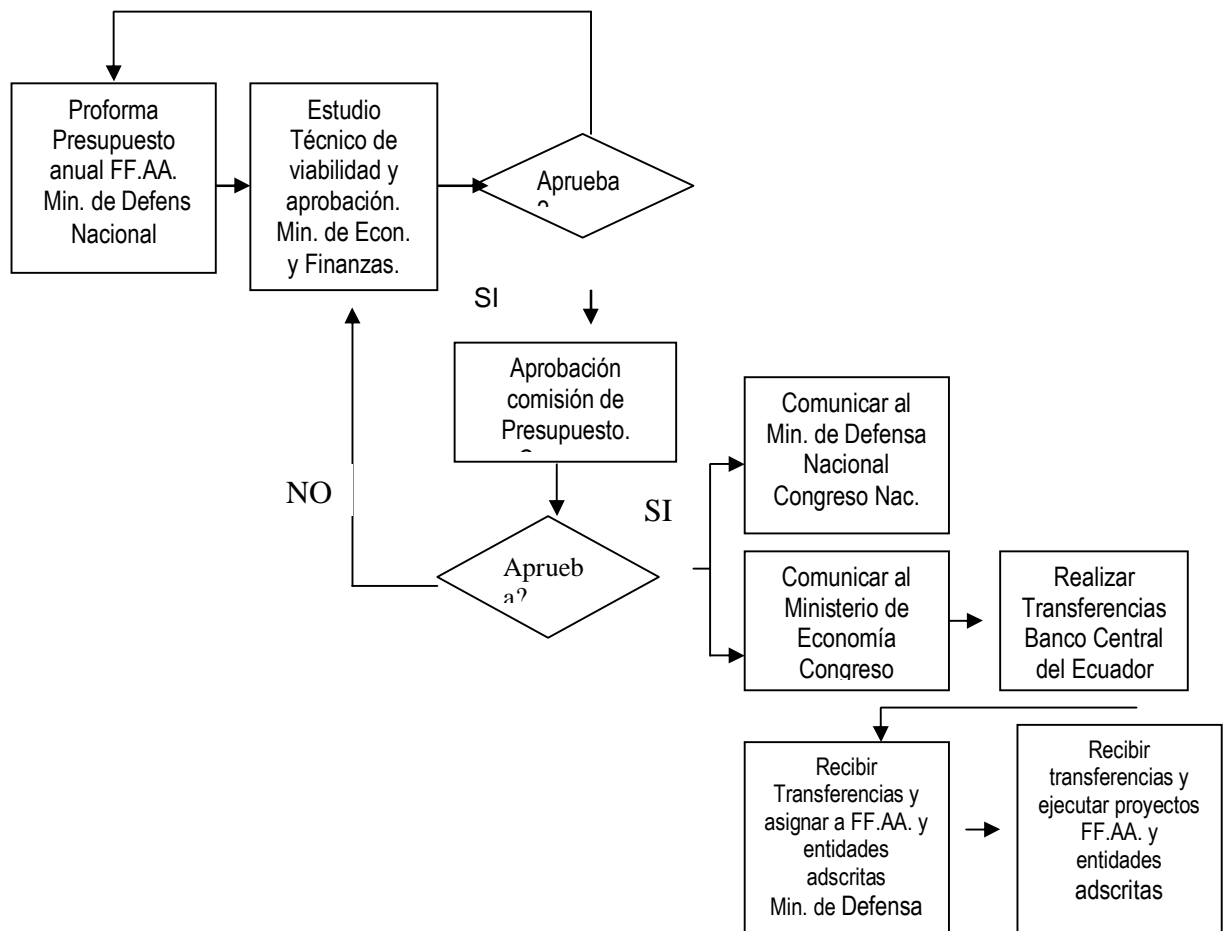 Proforma
Presupuesto
anual FF.AA.
Min. de Defens
Nacional
Estudio
Técnico de
viabilidad y
aprobación.
Min. de Econ.
y Finanzas.
Aprueba
SI
Aprobación
comisión de
Presupuesto.
NO
Aprueb
a?
SI
Comunicar al
Min. de Defensa
Nacional
Congreso Nac.
Comunicar al
Ministerio de
Economía
Congreso
Realizar
Transferencias
Banco Central
del Ecuador
Recibir
Transferencias y
asignar a FF.AA. y
entidades
adscritas
Min. de Defensa
Recibir
transferencias y
ejecutar proyectos
FF.AA. y
entidades
adscritas